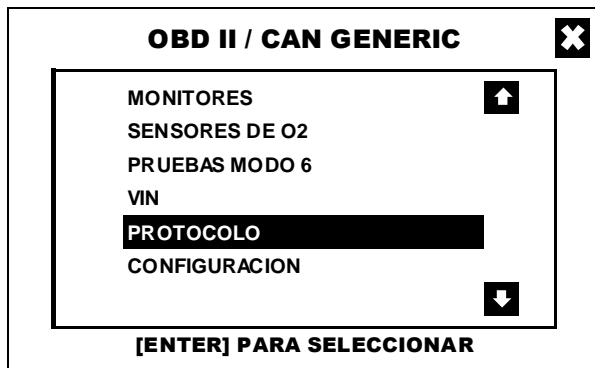 OBD II / CAN GENERIC
MONITORES
SENSORES DE O2
PRUEBAS MODO 6
VIN
PROTOCOLO
CONFIGURACION
[ENTER] PARA SELECCIONAR